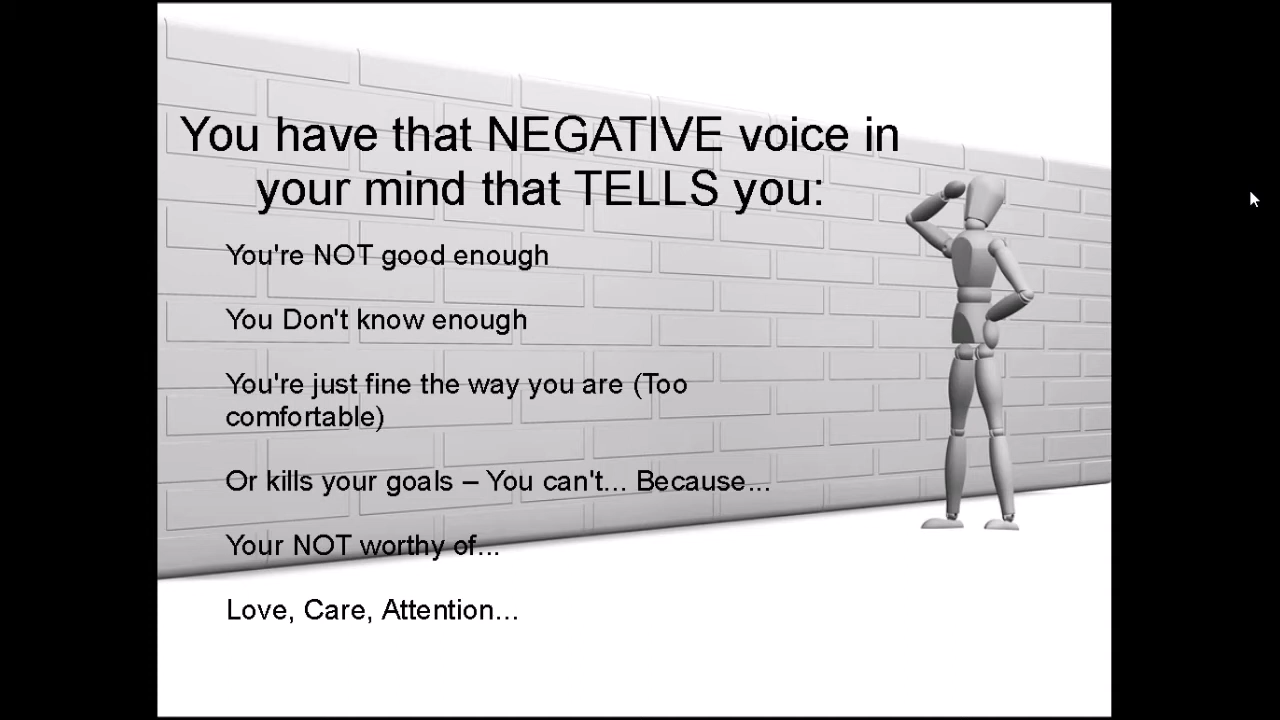 You have that NEGATIVE voice in
your mind that TELLS you:
You're NOT good enough
You Don't know enough
You're just fine the way you are (Too
comfortable)
Or kills your goals – You can't... Because...
Your NOT worthy of...
Love, Care, Attention...